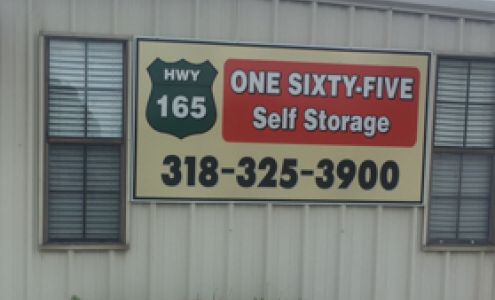 HWY
165
ONE SIXTY-FIVE
Self Storage
318-325-3900